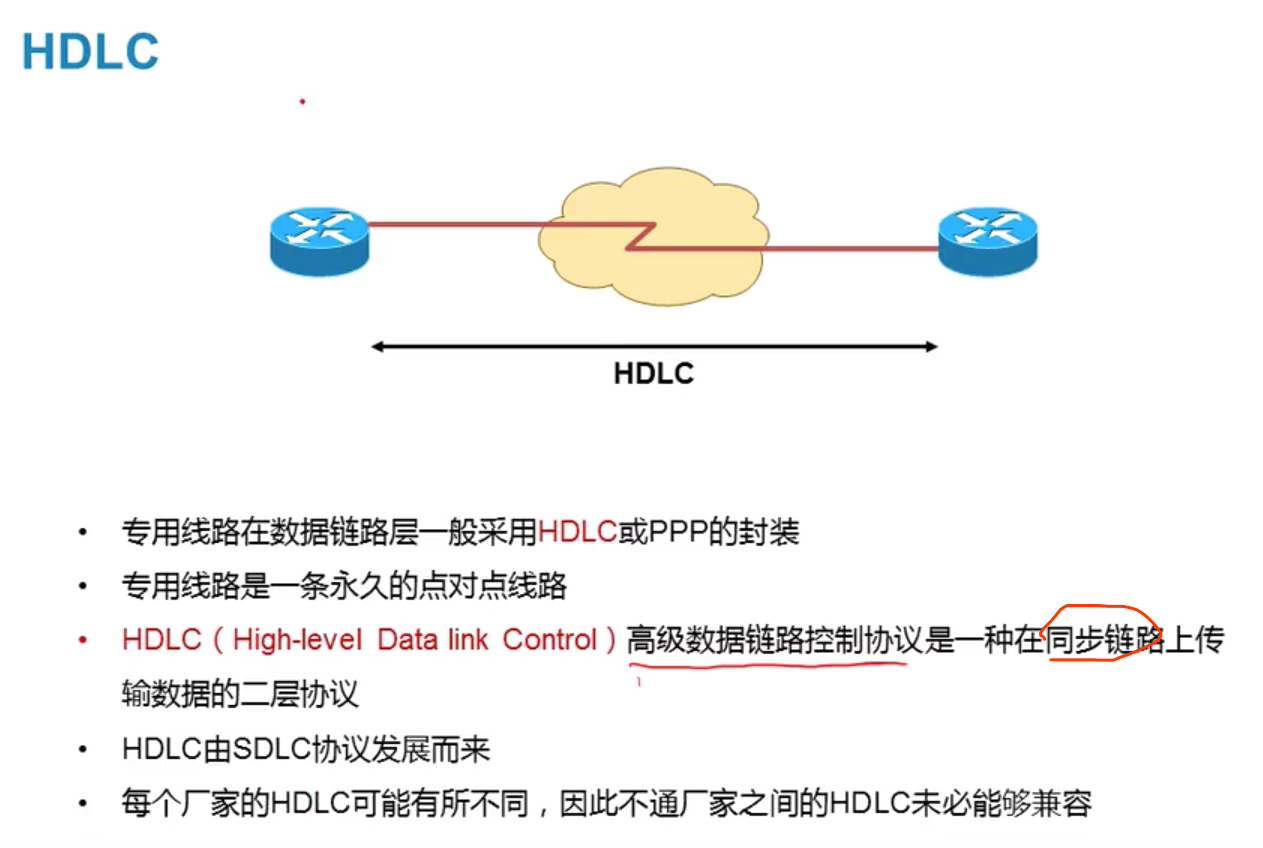 HDLC
HDLC
• 专用线路在数据链路层一般采用HDLC或PPP的封装
• 专用线路是一条永久的点对点线路
• HDLC（High-level Data link Control）高级数据链路控制协议是一种在同步链路上传
输数据的二层协议
• HDLC由SDLC协议发展而来
• 每个厂家的HDLC可能有所不同，因此不通厂家之间的HDLC未必能够兼容